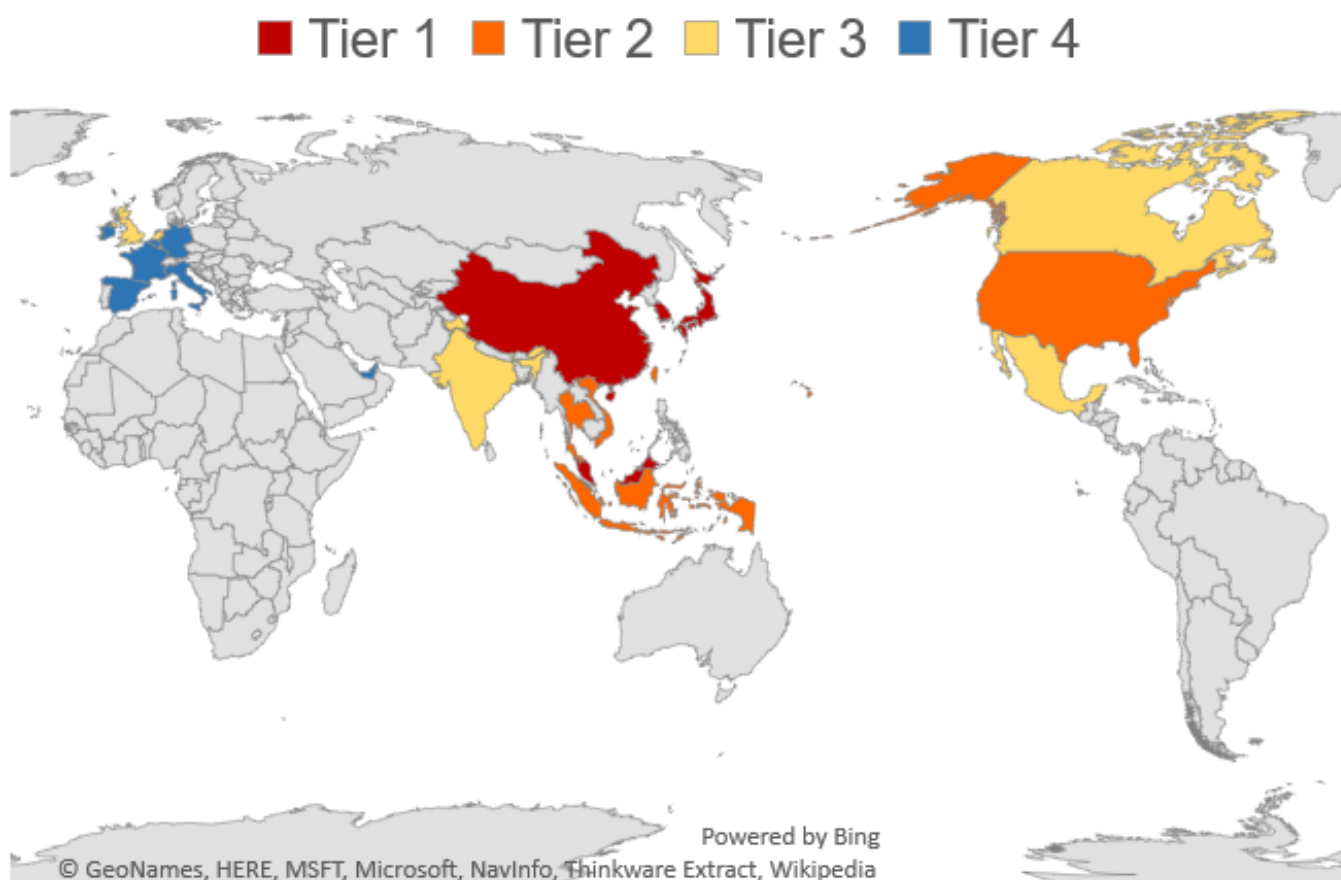 Tier 1 Tier 2 Tier 3 Tier 4
Powered by Bing
© GeoNames, HERE, MSFT, Microsoft, NavInfo, Thinkware Extract, Wikipedia